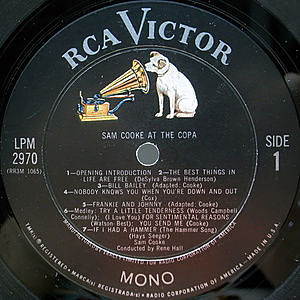 RCA VICTOR
SAM COOKE AT THE COPA
LPM
2970
(RR3M 1065)
SIDE
1
1—OPENING INTRODUCTION 2—THE BEST THINGS IN
LIFE ARE FREE (DeSylva Brown Henderson)
3—BILL BAILEY (Adapted: Cooke)
4—NOBODY KNOWS YOU WHEN YOU'RE DOWN AND OUT
(Cox)
5—FRANKIE AND JOHNNY (Adapted: Cooke)
6—Medley: TRY A LITTLE TENDERNESS (Woods Campbell
Connelly); (I Love You) FOR SENTIMENTAL REASONS
(Watson Best); YOU SEND ME (Cooke)
7—IF I HAD A HAMMER (The Hammer Song)
(Hays Seeger)
Sam Cooke
Conducted by Rene Hall
MONO
RADIO CORPORATION OF AMERICA
MADE IN U.S.A.